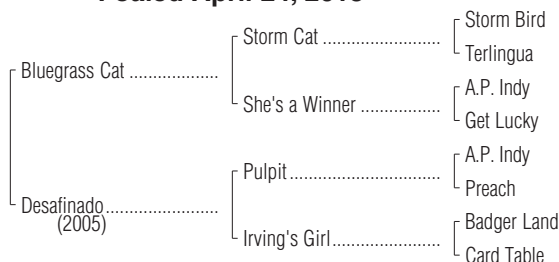 Foaled April 24,
Storm Bird
Storm Cat ........................
Terlingua
Bluegrass Cat ..................
A.P. Indy
She's a Winner ................
Get Lucky
A.P. Indy
Pulpit ..............................
Preach
Desafinado .......................
(2005)
Badger Land
Irving's Girl ......................
Card Table